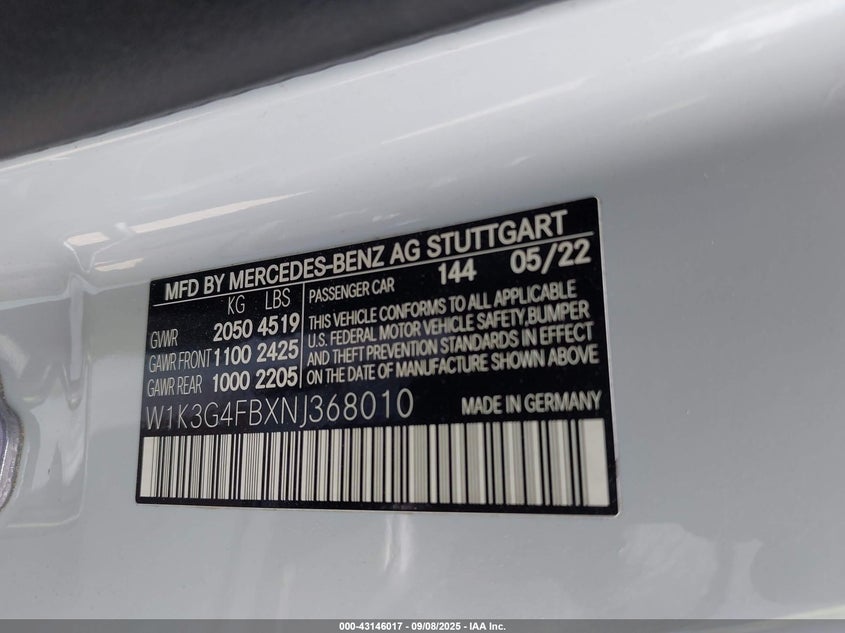 MFD BY MERCEDES-BENZ AG STUTTGART
KG LBS
GVWR 2050 4519
GAWR FRONT 1100 2425
GAWR REAR 1000 2205
PASSENGER CAR 144 05/22
THIS VEHICLE CONFORMS TO ALL APPLICABLE
U.S. FEDERAL MOTOR VEHICLE SAFETY,BUMPER
AND THEFT PREVENTION STANDARDS IN EFFECT
ON THE DATE OF MANUFACTURE SHOWN ABOVE
W1K3G4FBXNJ368010 MADE IN GERMANY
000-43146017 - 09/08/2025 - IAA Inc.